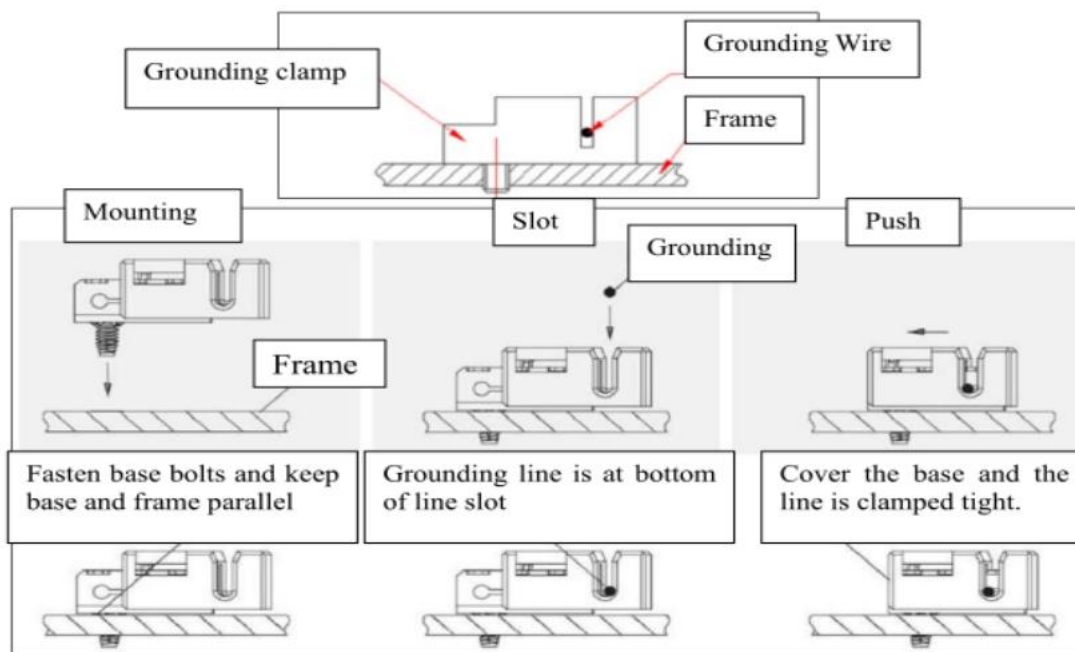 Grounding Wire
Grounding clamp
Frame
Mounting
Slot
Push
Grounding
Frame
Fasten base bolts and keep
base and frame parallel
Grounding line is at bottom
of line slot
Cover the base and the
line is clamped tight.